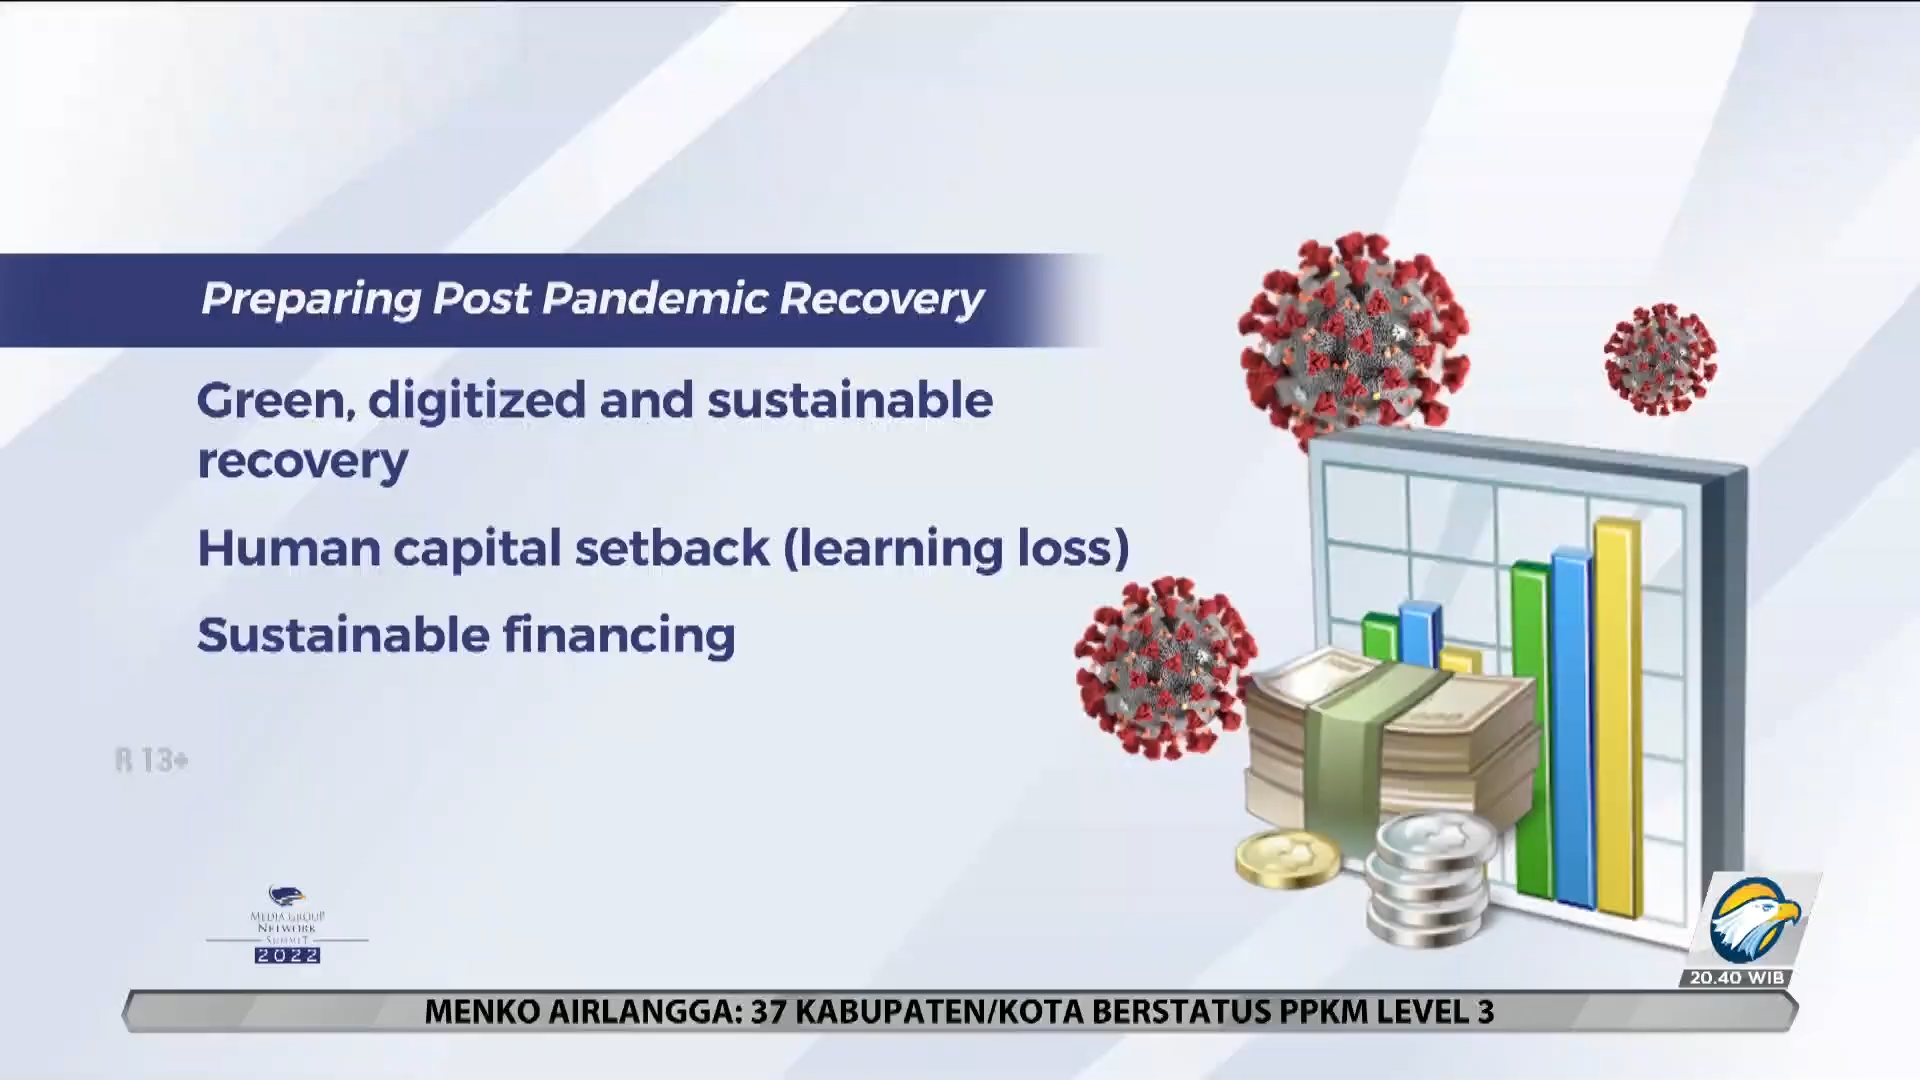 Preparing Post Pandemic Recovery
Green, digitized and sustainable
recovery
Human capital setback (learning loss)
Sustainable financing
R 13+
MEDIA GROUP
NETWORK
SUMMIT
2022
20.40 WIB
MENKO AIRLANGGA: 37 KABUPATEN/KOTA BERSTATUS PPKM LEVEL 3